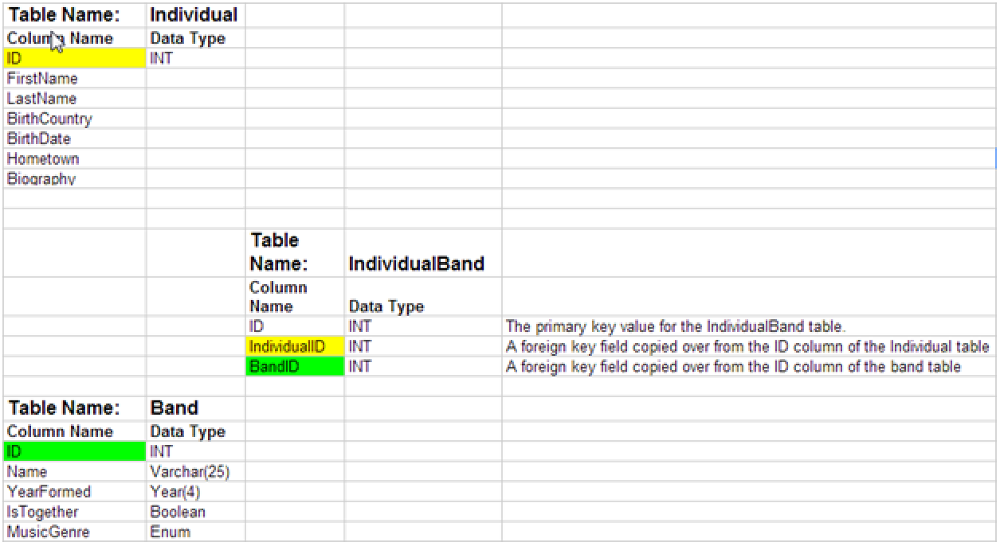 Table Name: Individual
Column Name Data Type
ID INT
FirstName
LastName
BirthCountry
BirthDate
Hometown
Biography
Table
Name: IndividualBand
Column
Name Data Type
ID INT The primary key value for the IndividualBand table.
IndividualID INT A foreign key field copied over from the ID column of the Individual table
BandID INT A foreign key field copied over from the ID column of the band table
Table Name: Band
Column Name Data Type
ID INT
Name Varchar(25)
YearFormed Year(4)
IsTogether Boolean
MusicGenre Enum